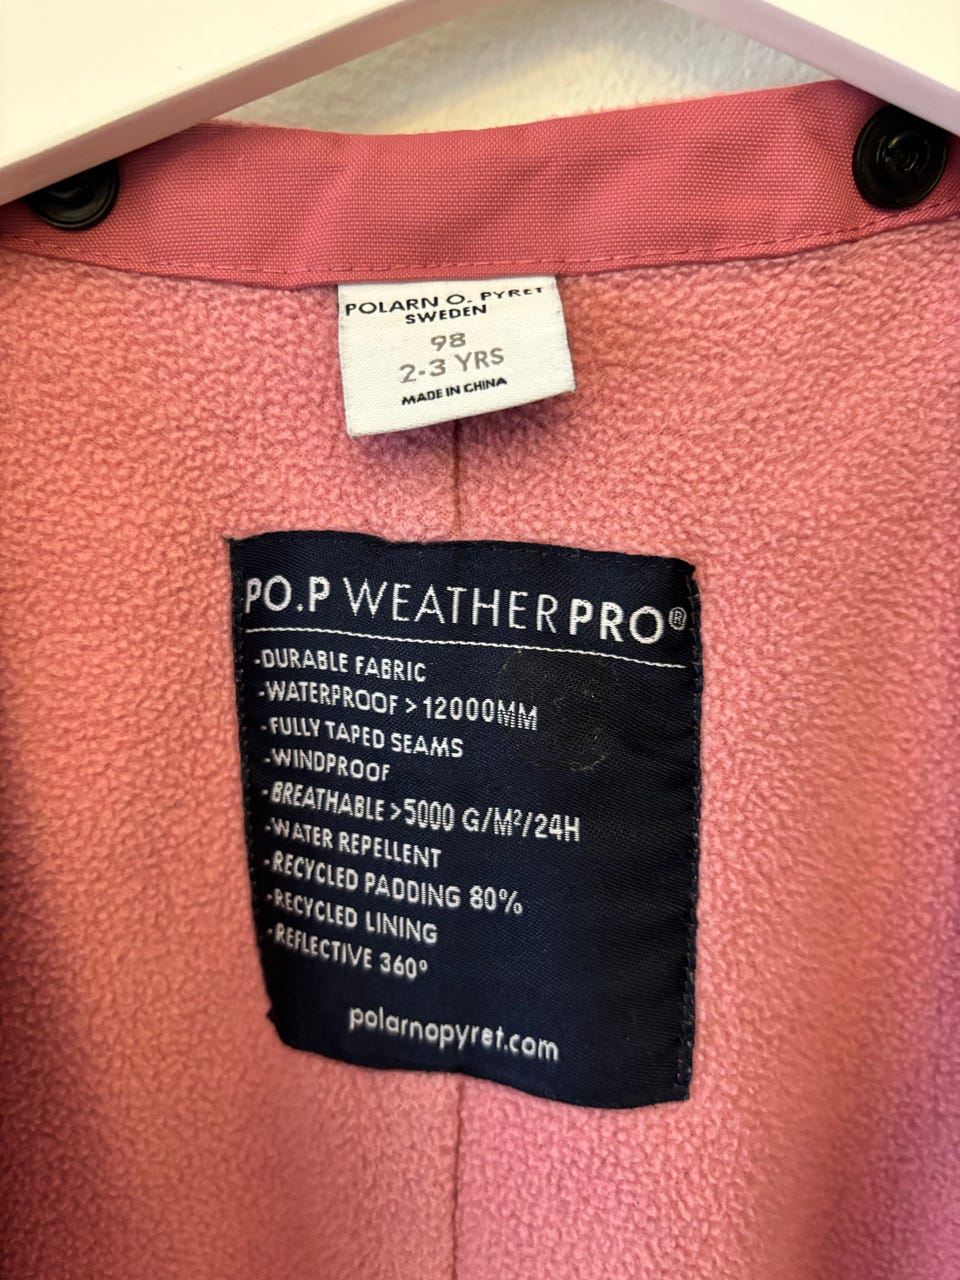 POLARN O. PYRET
SWEDEN
98
2-3 YRS
MADE IN CHINA
PO.P WEATHERPRO®
-DURABLE FABRIC
-WATERPROOF > 12000MM
-FULLY TAPED SEAMS
-WINDPROOF
-BREATHABLE >5000 G/M²/24H
-WATER REPELLENT
-RECYCLED PADDING 80%
-RECYCLED LINING
-REFLECTIVE 360°
polarnopyret.com